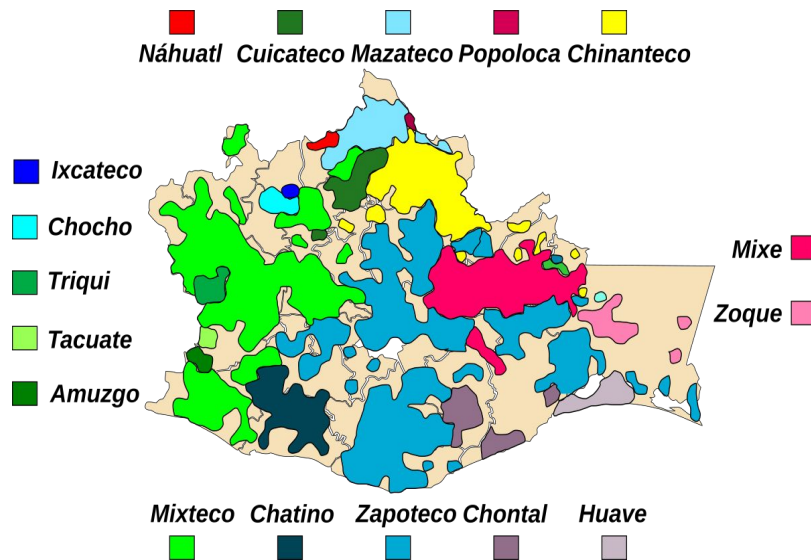 Náhuatl Cuicateco Mazateco Popoloca Chinanteco
Ixcateco
Chocho
Triqui
Tacuate
Amuzgo
Mixe
Zoque
Mixteco Chatino Zapoteco Chontal Huave